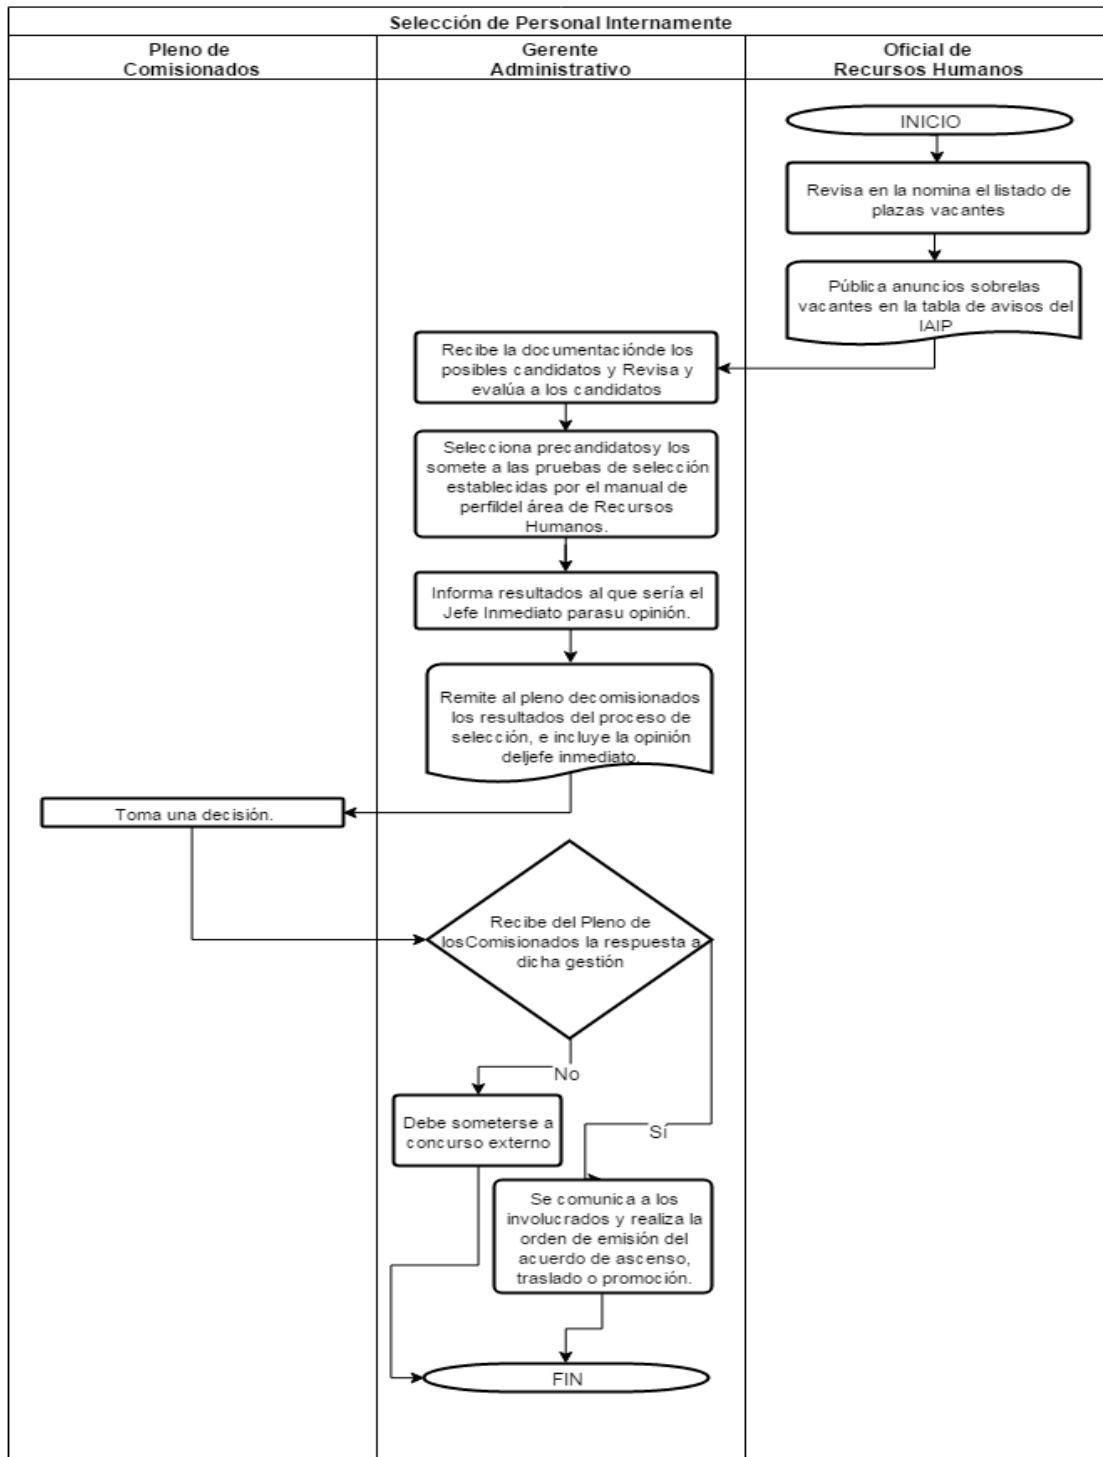 Selección de Personal Internamente
Pleno de
Comisionados
Gerente
Administrativo
Oficial de
Recursos Humanos
INICIO
Revisa en la nomina el listado de
plazas vacantes
Pública anuncios sobrelas
vacantes en la tabla de avisos del
IAIP
Recibe la documentaciónde los
posibles candidatos y Revisa y
evalúa a los candidatos
Selecciona precandidatosy los
somete a las pruebas de selección
establecidas por el manual de
perfildel área de Recursos
Humanos.
Informa resultados al que sería el
Jefe Inmediato parasu opinión.
Remite al pleno decomisionados
los resultados del proceso de
selección, e incluye la opinión
deljefe inmediato.
Toma una decisión.
Recibe del Pleno de
losComisionados la respuesta a
dicha gestión
No
Debe someterse a
concurso externo
Sí
Se comunica a los
involucrados y realiza la
orden de emisión del
acuerdo de ascenso,
traslado o promoción.
FIN